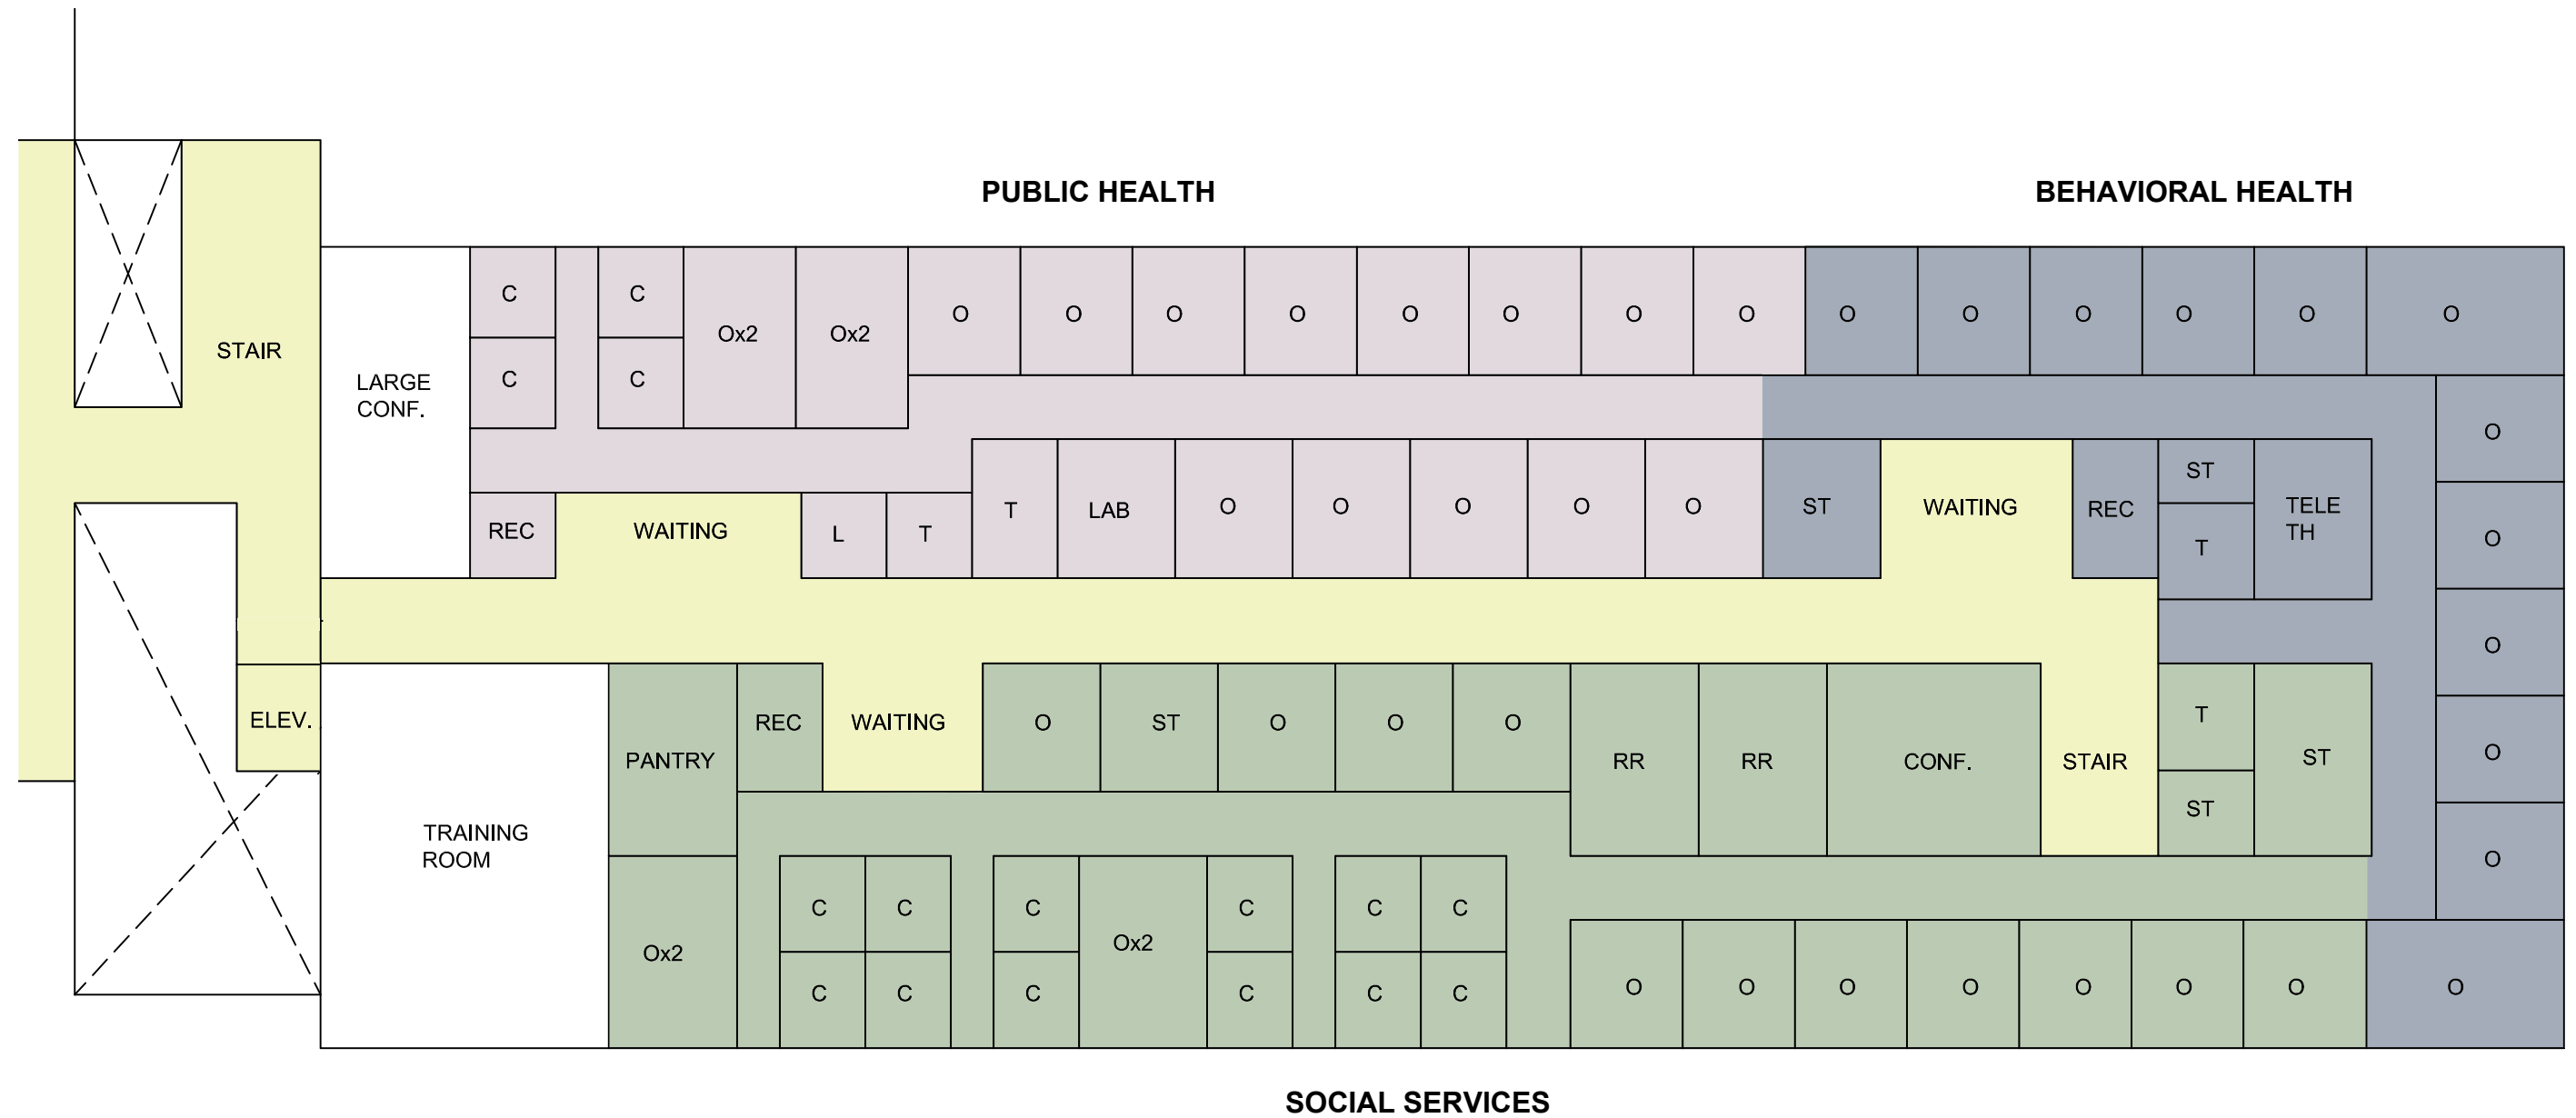 PUBLIC HEALTH
BEHAVIORAL HEALTH
C
C
O
O
O
O
O
O
O
O
O
O
O
O
O
O
Ox2
Ox2
STAIR
C
C
LARGE
CONF.
O
ST
REC
WAITING
L
T
T
LAB
O
O
O
O
O
ST
WAITING
REC
T
TELE
TH
O
O
ELEV.
PANTRY
REC
WAITING
O
ST
O
O
O
RR
RR
CONF.
STAIR
T
ST
ST
O
TRAINING
ROOM
O
C
C
C
C
C
C
Ox2
Ox2
C
C
C
C
C
C
O
O
O
O
O
O
O
O
SOCIAL SERVICES